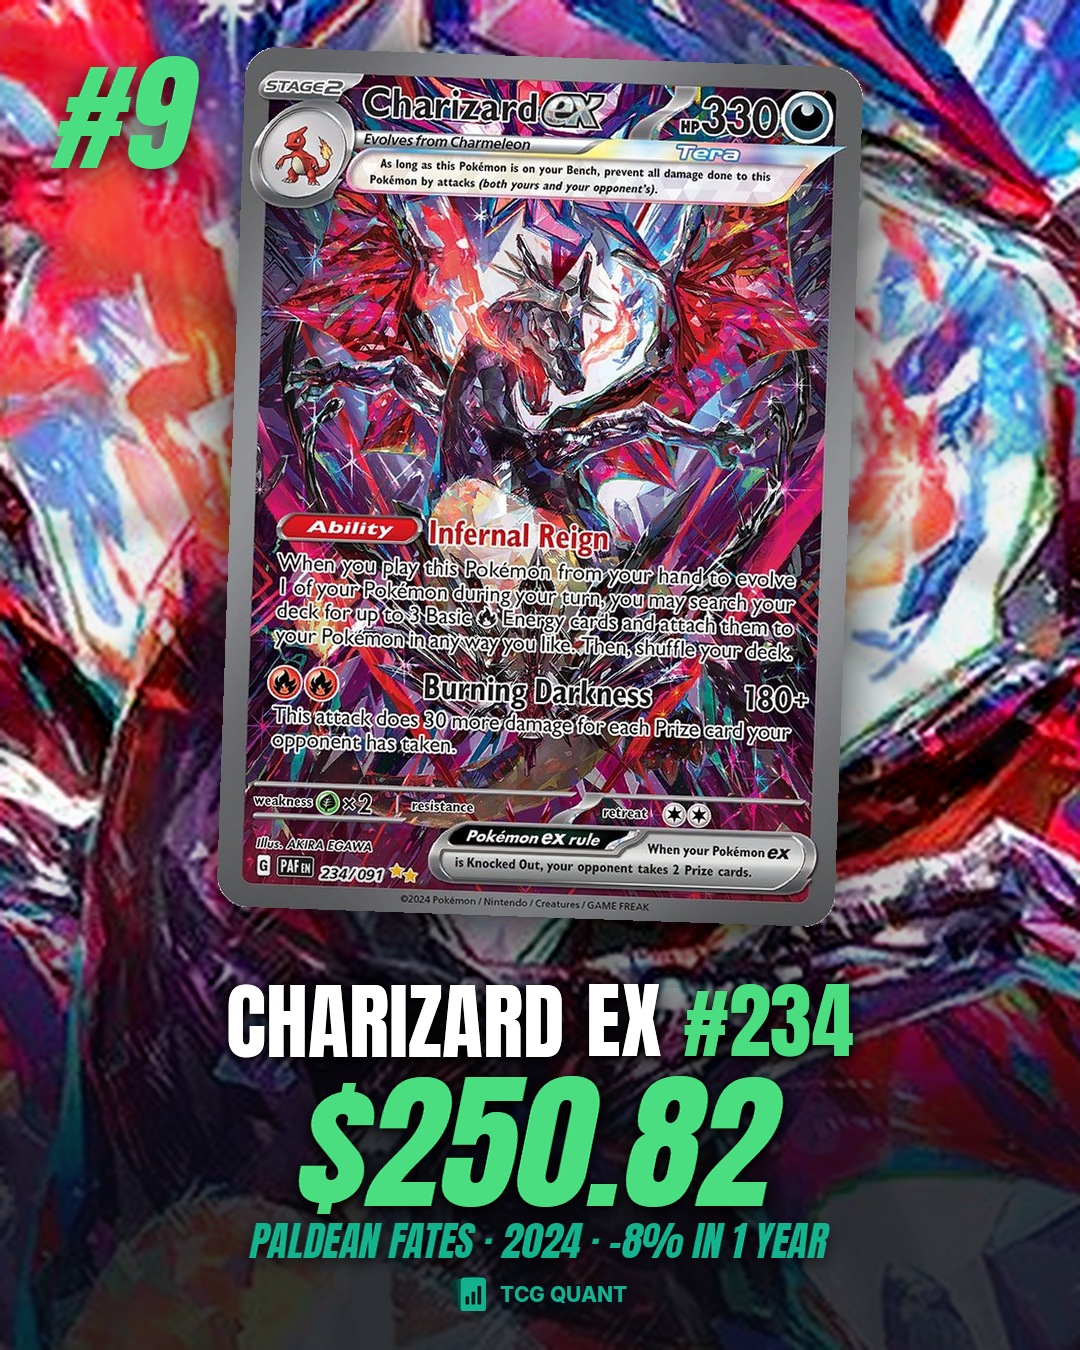 #9
STAGE2
Charizard ex HP330
Evolves from Charmeleon
Tera
As long as this Pokémon is on your Bench, prevent all damage done to this
Pokémon by attacks (both yours and your opponent's).
Ability Infernal Reign
When you play this Pokémon from your hand to evolve
1 of your Pokémon during your turn, you may search your
deck for up to 3 Basic Energy cards and attach them to
your Pokémon in any way you like. Then, shuffle your deck.
Burning Darkness 180+
This attack does 30 more damage for each Prize card your
opponent has taken.
weakness ×2 resistance retreat
Pokémon ex rule
When your Pokémon ex
is Knocked Out, your opponent takes 2 Prize cards.
Illus. AKIRA EGAWA
G PAF EN 234/091
©2024 Pokémon / Nintendo / Creatures / GAME FREAK
CHARIZARD EX #234
$250.82
PALDEAN FATES · 2024 · -8% IN 1 YEAR
TCG QUANT